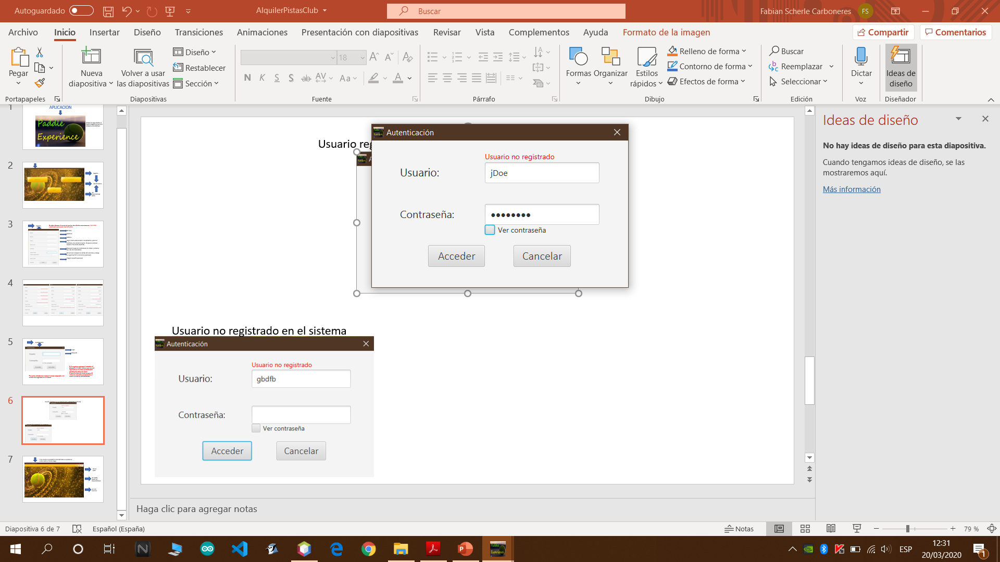 Autoguardado
AlquilerPistasClub
Buscar
Fabian Scherle Carboneres
FS
Archivo
Inicio
Insertar
Diseño
Transiciones
Animaciones
Presentación con diapositivas
Revisar
Vista
Complementos
Ayuda
Formato de la imagen
Compartir
Comentarios
Pegar
Nueva diapositiva
Volver a usar las diapositivas
Diseño
Restablecer
Sección
18
N K S S ab AV Aa A
Formas
Organizar
Estilos rápidos
Relleno de forma
Contorno de forma
Efectos de forma
Buscar
Reemplazar
Seleccionar
Dictar
Ideas de diseño
Portapapeles
Diapositivas
Fuente
Párrafo
Dibujo
Edición
Voz
Diseñador
1
APLICACION
Paddle
Experience
2
3
4
5
6
7
Usuario reg
Autenticación
Usuario no registrado
Usuario:
jDoe
Contraseña:
●●●●●●●●
Ver contraseña
Acceder
Cancelar
Usuario no registrado en el sistema
Autenticación
Usuario no registrado
Usuario:
gbdfb
Contraseña:
Ver contraseña
Acceder
Cancelar
Ideas de diseño
No hay ideas de diseño para esta diapositiva.
Cuando tengamos ideas de diseño, se las
mostraremos aquí.
Más información
Haga clic para agregar notas
Diapositiva 6 de 7
Español (España)
Notas
79 %
ESP
12:31
20/03/2020
1